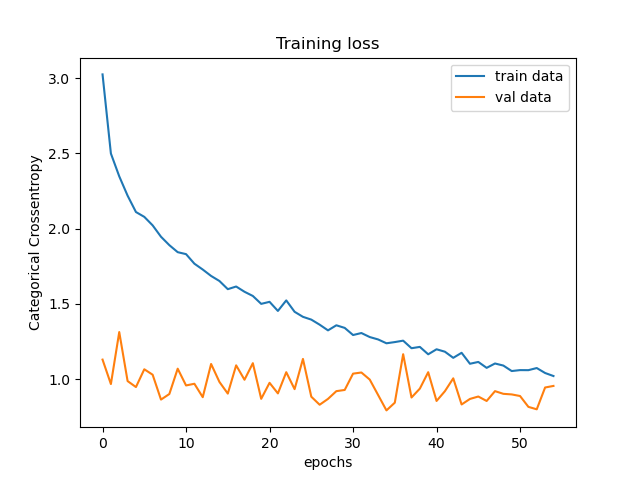 Training loss
train data
val data
Categorical Crossentropy
3.0
2.5
2.0
1.5
1.0
0 10 20 30 40 50
epochs